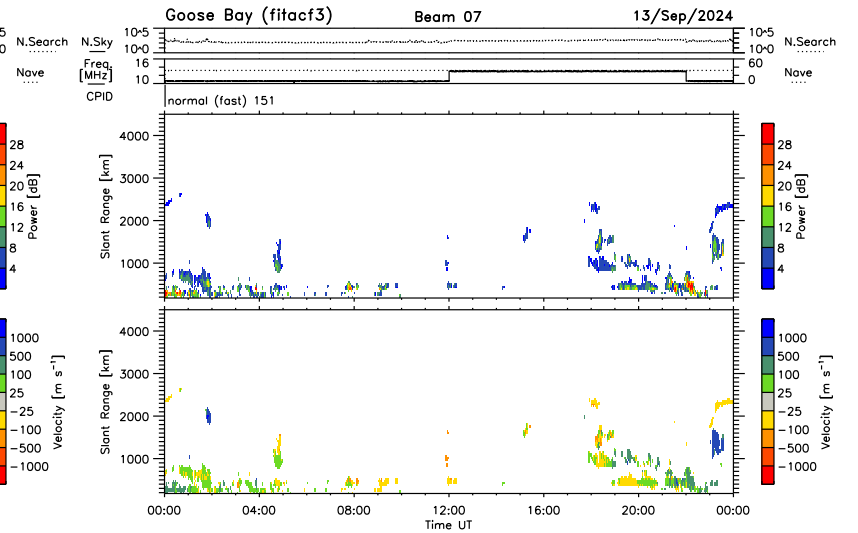 Goose Bay (fitacf3) Beam 07 13/Sep/2024
5 N.Search N.Sky 10^5 10^5 N.Search
0 10^0 10^0
Nave Freq. 16 60 Nave
[MHz] 10 0
CPID normal (fast) 151
28 4000 28
24 24
20 3000 20
16 16
12 2000 12
8 8
4 1000 4
Power [dB] Slant Range [km] Power [dB]
1000 4000 1000
500 500
100 3000 100
25 25
-25 2000 -25
-100 -100
-500 1000 -500
-1000 -1000
Velocity [m s⁻¹] Slant Range [km] Velocity [m s⁻¹]
00:00 04:00 08:00 12:00 16:00 20:00 00:00
Time UT